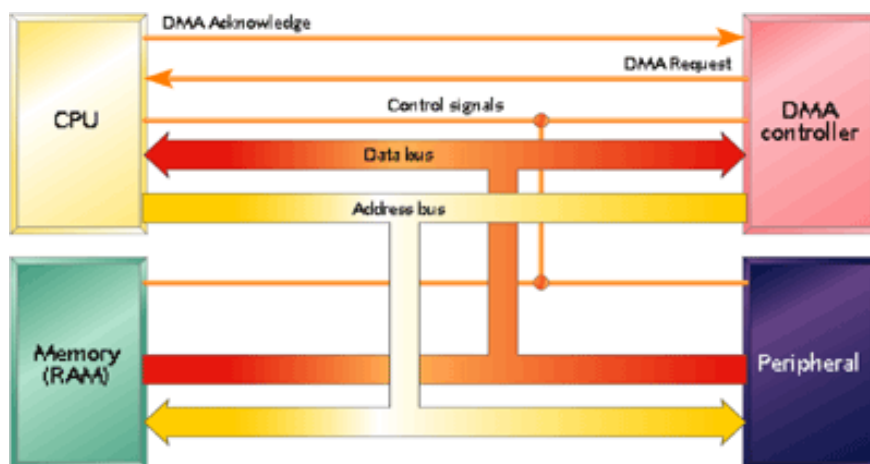 DMA Acknowledge
DMA Request
Control signals
CPU
DMA
controller
Data bus
Address bus
Memory
(RAM)
Peripheral